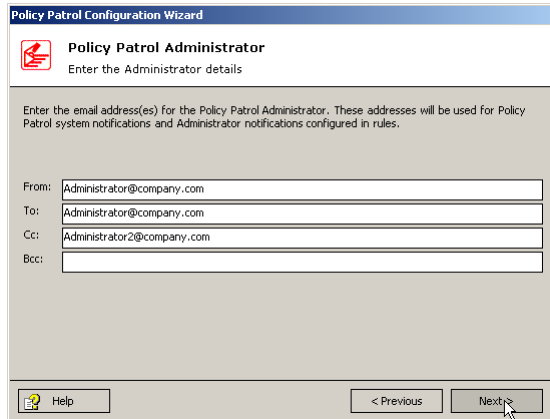 Policy Patrol Configuration Wizard
Policy Patrol Administrator
Enter the Administrator details
Enter the email address(es) for the Policy Patrol Administrator. These addresses will be used for Policy
Patrol system notifications and Administrator notifications configured in rules.
From: Administrator@company.com
To: Administrator@company.com
Cc: Administrator2@company.com
Bcc:
Help < Previous Next >